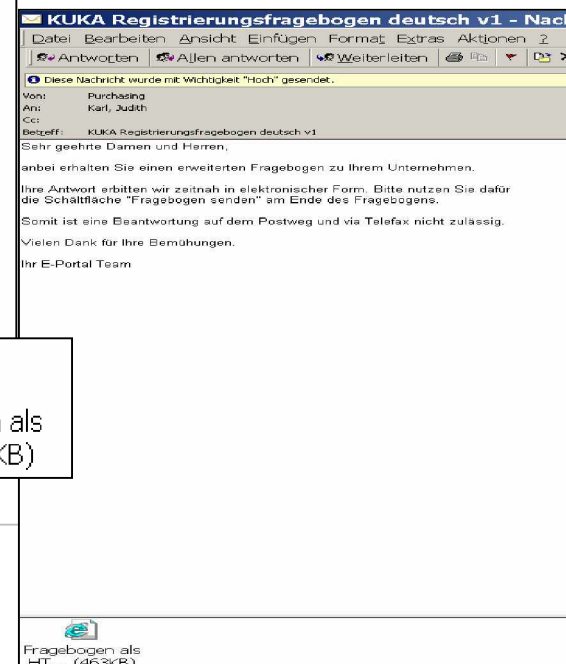 KUKA Registrierungsfragebogen deutsch v1 - Nach
Datei Bearbeiten Ansicht Einfügen Format Extras Aktionen ?
Antworten Allen antworten Weiterleiten
Diese Nachricht wurde mit Wichtigkeit "Hoch" gesendet.
Von: Purchasing
An: Karl, Judith
Cc:
Betreff: KUKA Registrierungsfragebogen deutsch v1
Sehr geehrte Damen und Herren,
anbei erhalten Sie einen erweiterten Fragebogen zu Ihrem Unternehmen.
Ihre Antwort erbitten wir zeitnah in elektronischer Form. Bitte nutzen Sie dafür
die Schaltfläche "Fragebogen senden" am Ende des Fragebogens.
Somit ist eine Beantwortung auf dem Postweg und via Telefax nicht zulässig.
Vielen Dank für Ihre Bemühungen.
Ihr E-Portal Team
als
KB)
Fragebogen als
HT... (463KB)